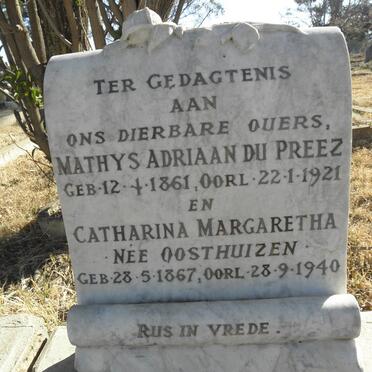 TER GEDAGTENIS
AAN
ONS DIERBARE OUERS,
MATHYS ADRIAAN DU PREEZ
GEB·12·4·1861, OORL·22·1·1921
EN
CATHARINA MARGARETHA
·NÉE OOSTHUIZEN·
GEB·28·5·1867, OORL·28·9·1940
RUS IN VREDE.